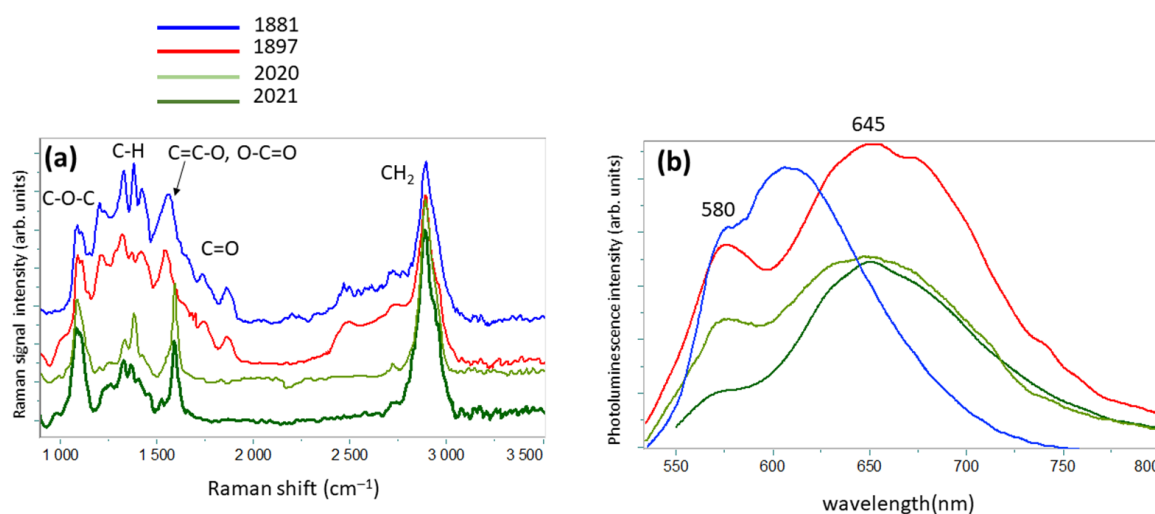 1881
1897
2020
2021
(a)
C-H
C=C-O, O-C=O
C-O-C
C=O
CH₂
Raman signal intensity (arb. units)
1 000
1 500
2 000
2 500
3 000
3 500
Raman shift (cm⁻¹)
(b)
645
580
Photoluminescence intensity (arb. units)
550
600
650
700
750
800
wavelength(nm)